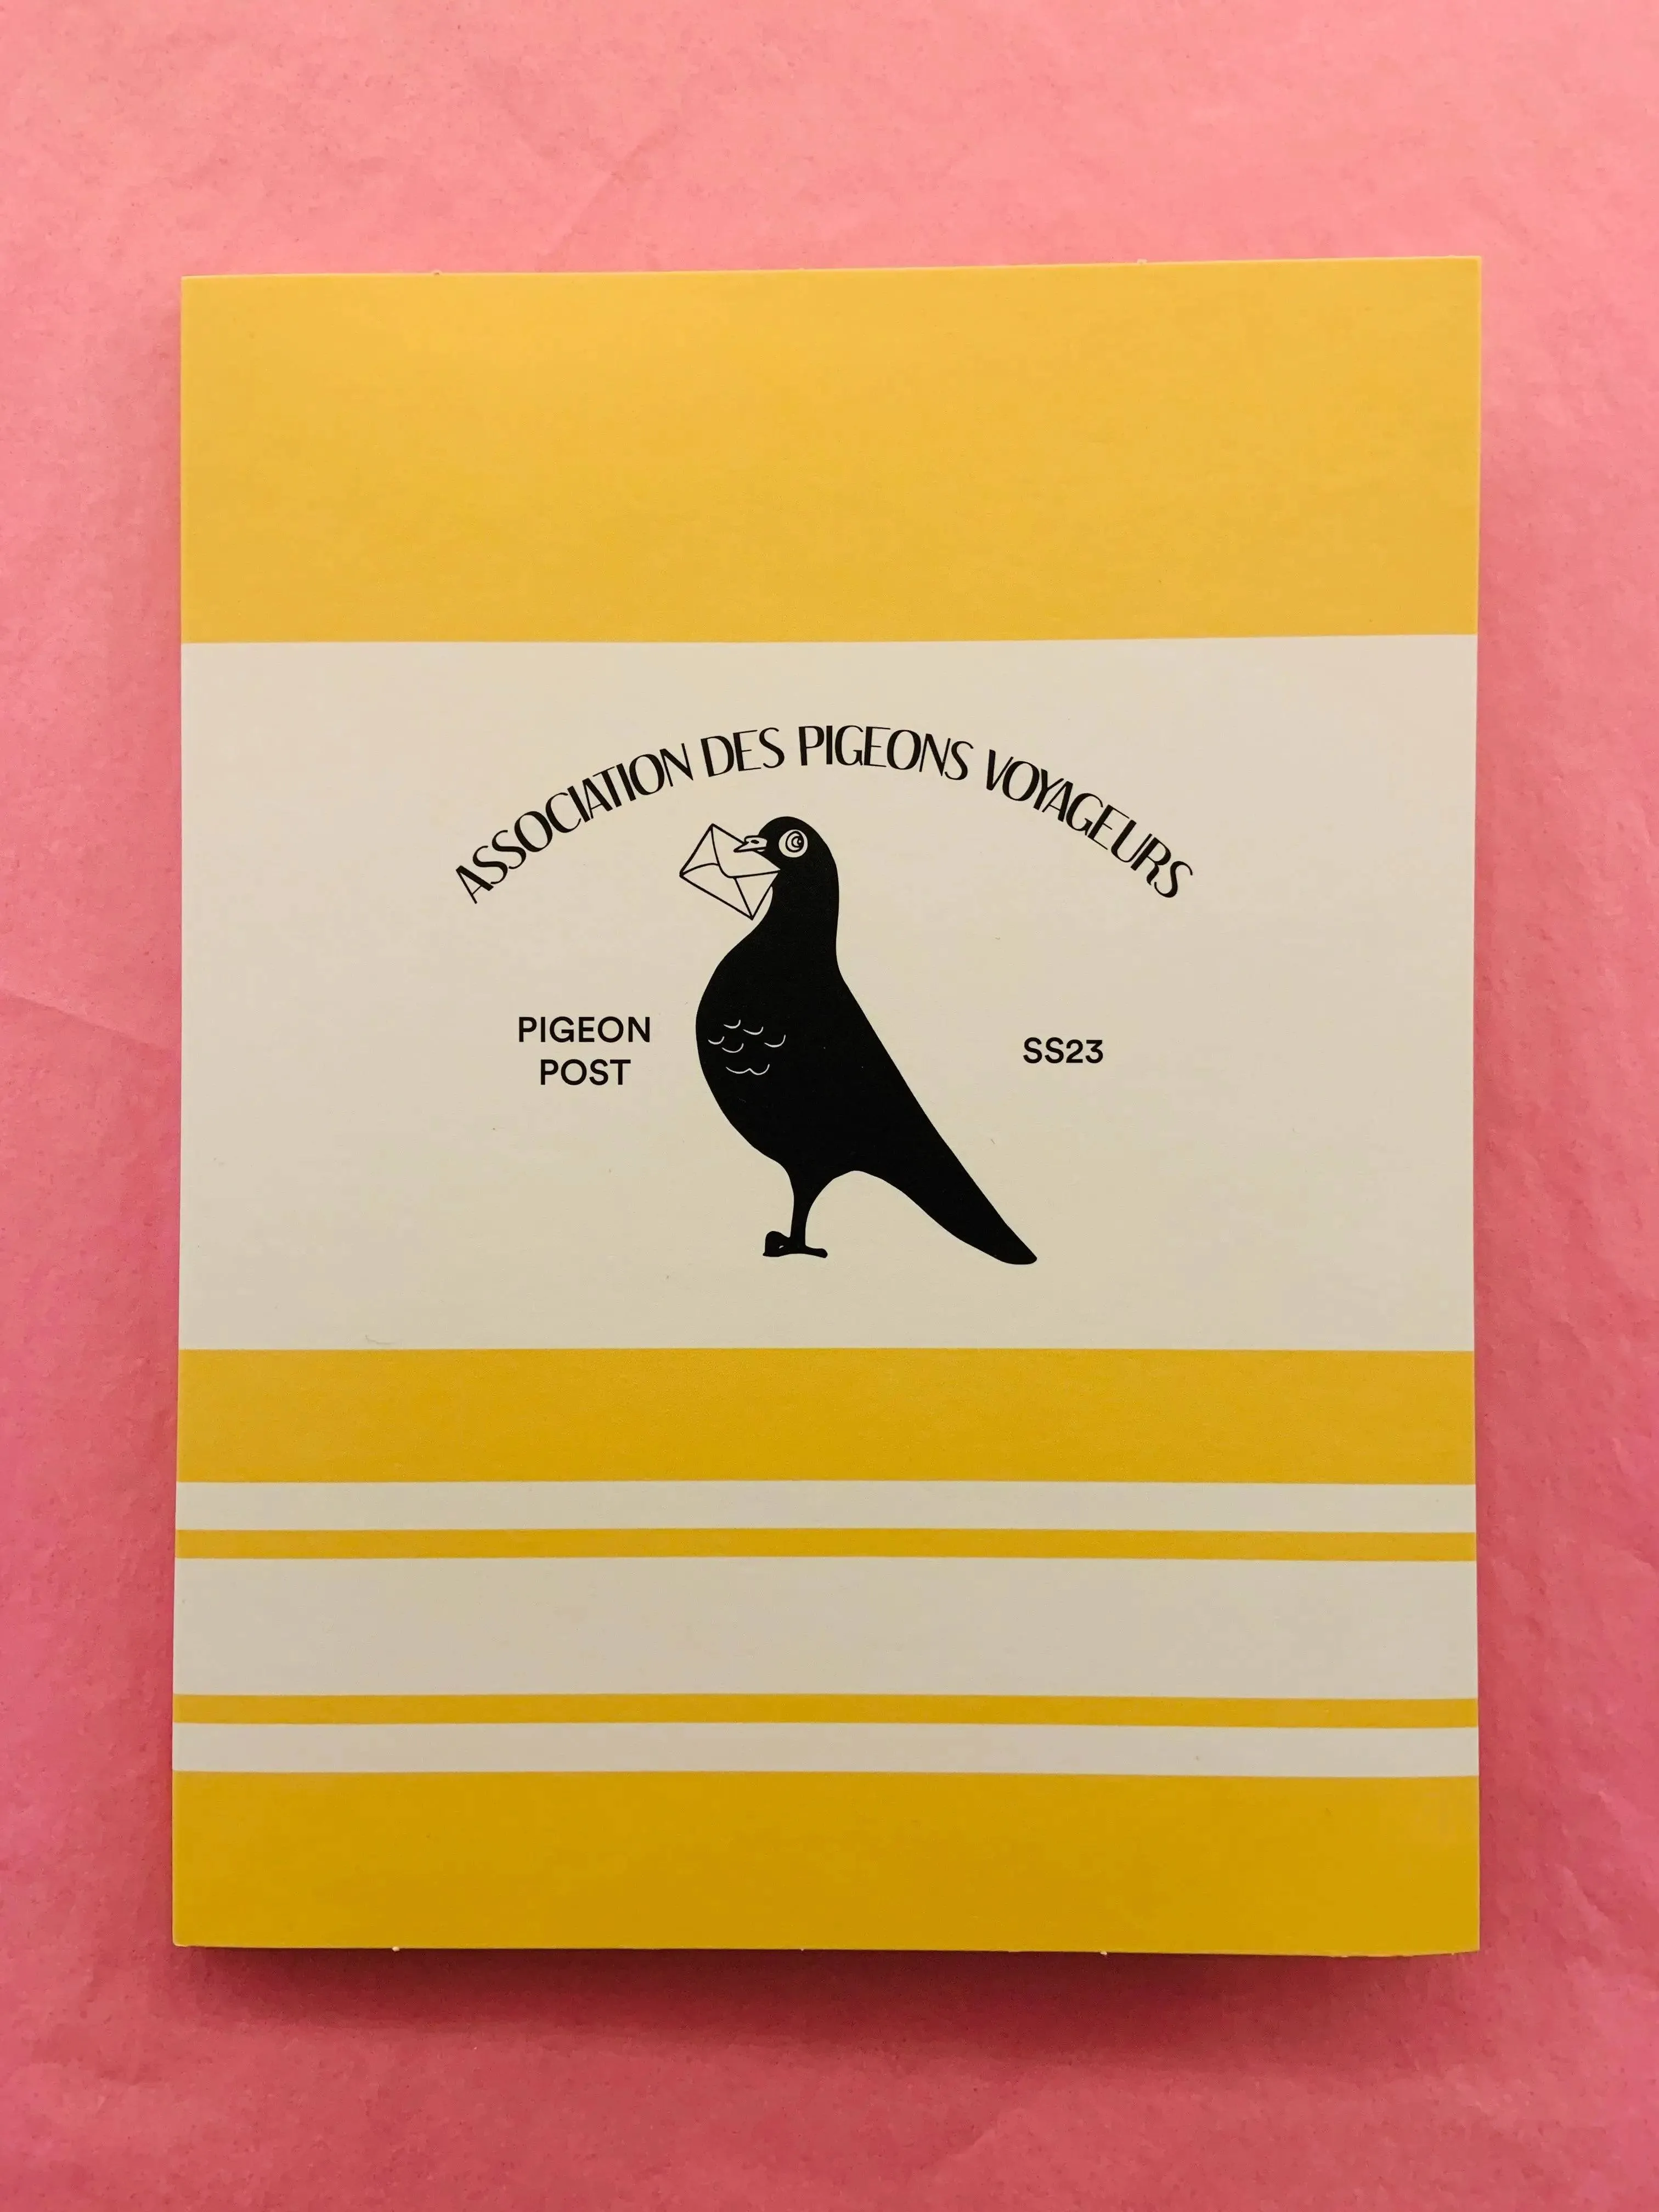 ASSOCIATION DES PIGEONS VOYAGEURS
PIGEON
POST
SS23